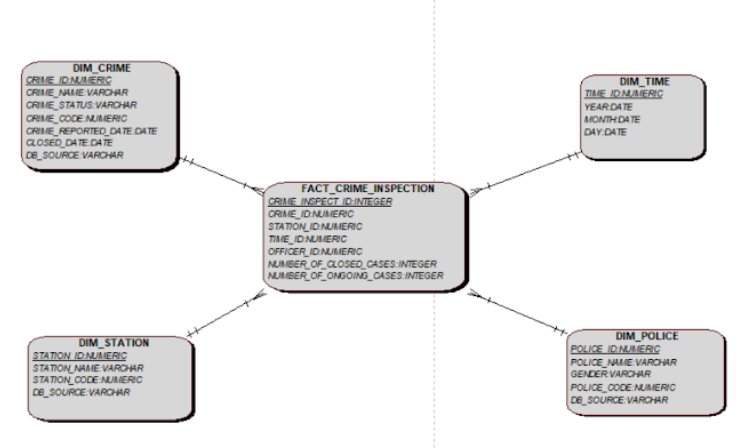 DIM_CRIME
CRIME_ID:NUMERIC
CRIME_NAME:VARCHAR
CRIME_STATUS:VARCHAR
CRIME_CODE:NUMERIC
CRIME_REPORTED_DATE:DATE
CLOSED_DATE:DATE
DB_SOURCE:VARCHAR
DIM_TIME
TIME_ID:NUMERIC
YEAR:DATE
MONTH:DATE
DAY:DATE
FACT_CRIME_INSPECTION
CRIME_INSPECT_ID:INTEGER
CRIME_ID:NUMERIC
STATION_ID:NUMERIC
TIME_ID:NUMERIC
OFFICER_ID:NUMERIC
NUMBER_OF_CLOSED_CASES:INTEGER
NUMBER_OF_ONGOING_CASES:INTEGER
DIM_STATION
STATION_ID:NUMERIC
STATION_NAME:VARCHAR
STATION_CODE:NUMERIC
DB_SOURCE:VARCHAR
DIM_POLICE
POLICE_ID:NUMERIC
POLICE_NAME:VARCHAR
GENDER:VARCHAR
POLICE_CODE:NUMERIC
DB_SOURCE:VARCHAR